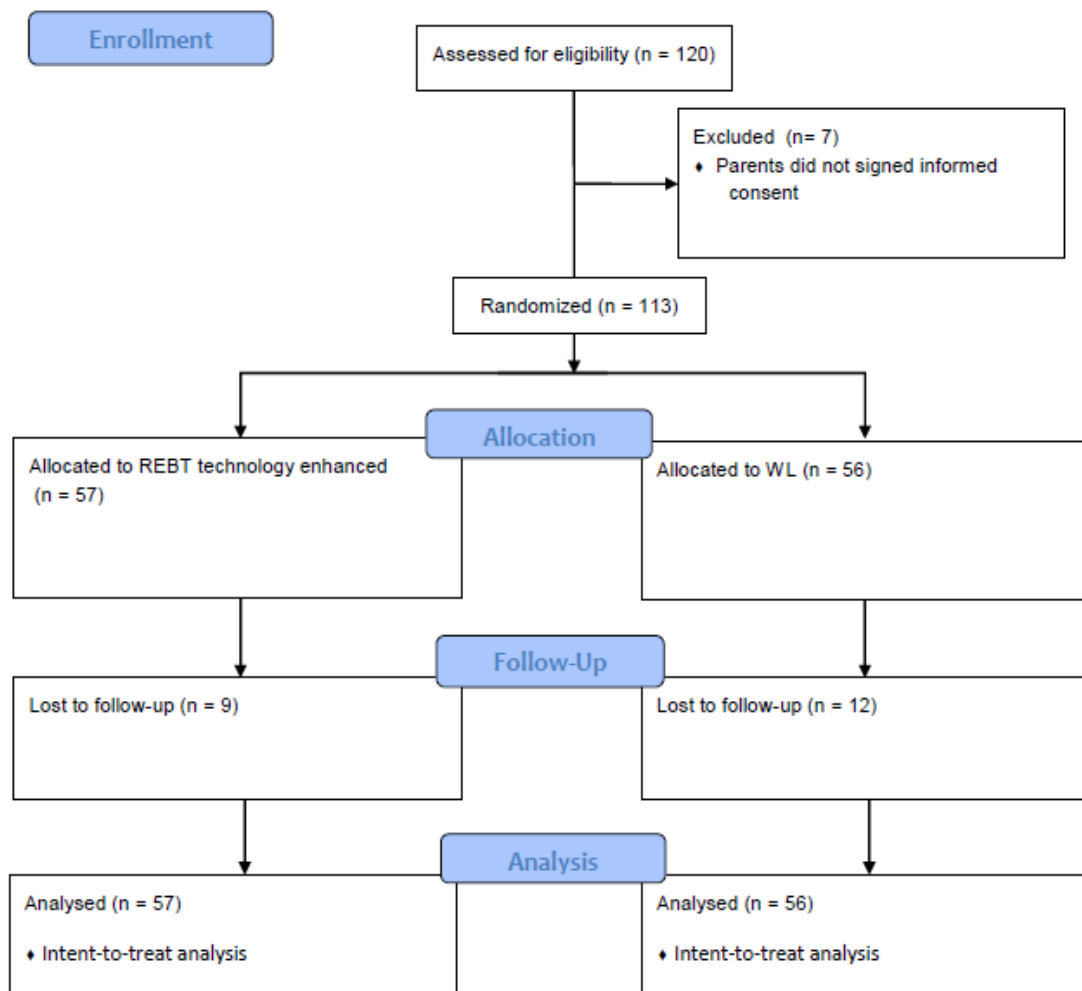 Enrollment
Assessed for eligibility (n = 120)
Excluded (n= 7)
♦ Parents did not signed informed
consent
Randomized (n = 113)
Allocation
Allocated to REBT technology enhanced
(n = 57)
Allocated to WL (n = 56)
Follow-Up
Lost to follow-up (n = 9)
Lost to follow-up (n = 12)
Analysis
Analysed (n = 57)
♦ Intent-to-treat analysis
Analysed (n = 56)
♦ Intent-to-treat analysis